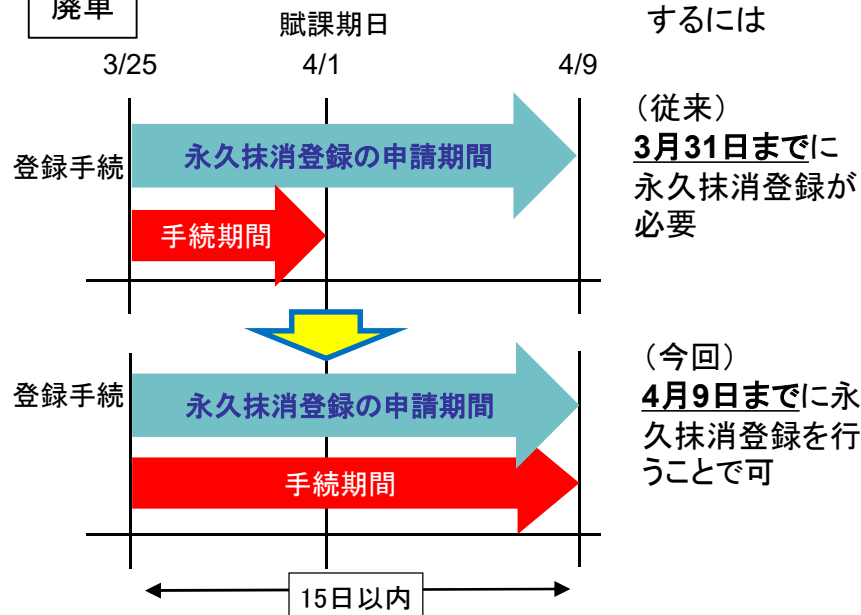 廃車
賦課期日
するには
3/25
4/1
4/9
(従来)
3月31日までに
永久抹消登録が
必要
登録手続
永久抹消登録の申請期間
手続期間
(今回)
4月9日までに永
久抹消登録を行
うことで可
登録手続
永久抹消登録の申請期間
手続期間
15日以内